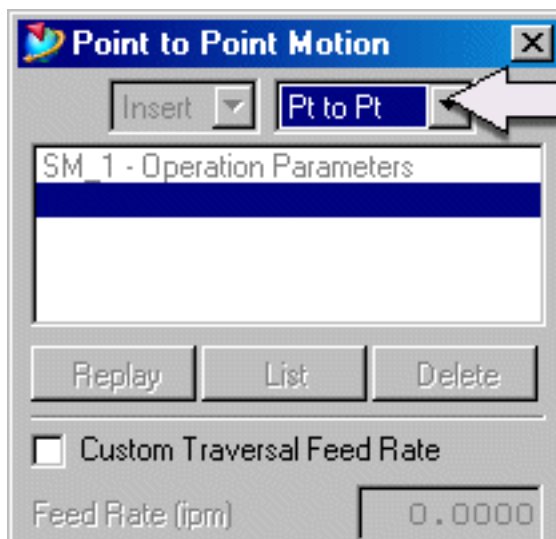 Point to Point Motion
Insert Pt to Pt
SM_1 - Operation Parameters
Replay List Delete
Custom Traversal Feed Rate
Feed Rate (ipm) 0.0000